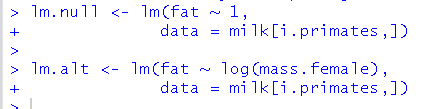 > lm.null <- lm(fat ~ 1,
+ data = milk[i.primates,])
>
> lm.alt <- lm(fat ~ log(mass.female),
+ data = milk[i.primates,])
>